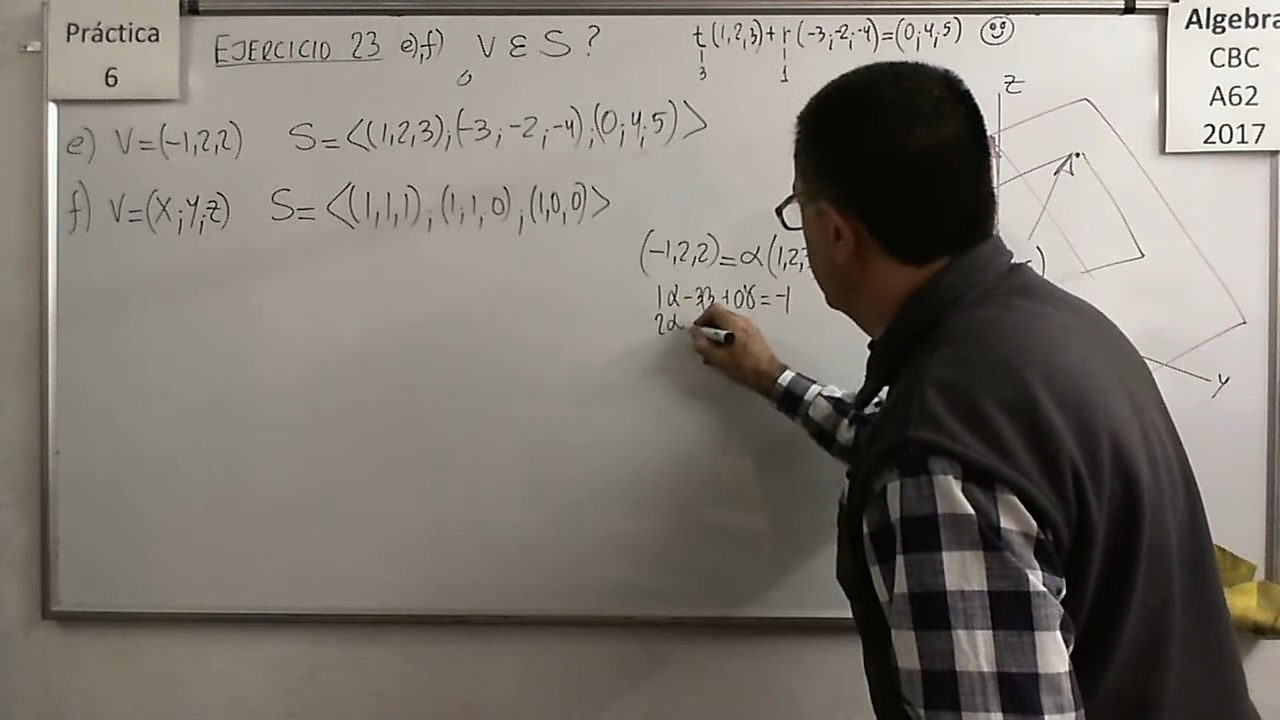 Práctica
6
EJERCICIO 23 e),f) V ∈ S ?
t(1,2,3)+r(-3;-2;-4)=(0;4;5)
3 1
Algebra
CBC
A62
2017
e) V=(-1,2,2) S=<(1,2,3);(-3;-2;-4);(0;4;5)>
f) V=(X;Y;Z) S=<(1,1,1),(1;1,0),(1,0,0)>
(-1,2,2)=α(1,2,
1α-3β+0γ=-1
2α
Z
Y